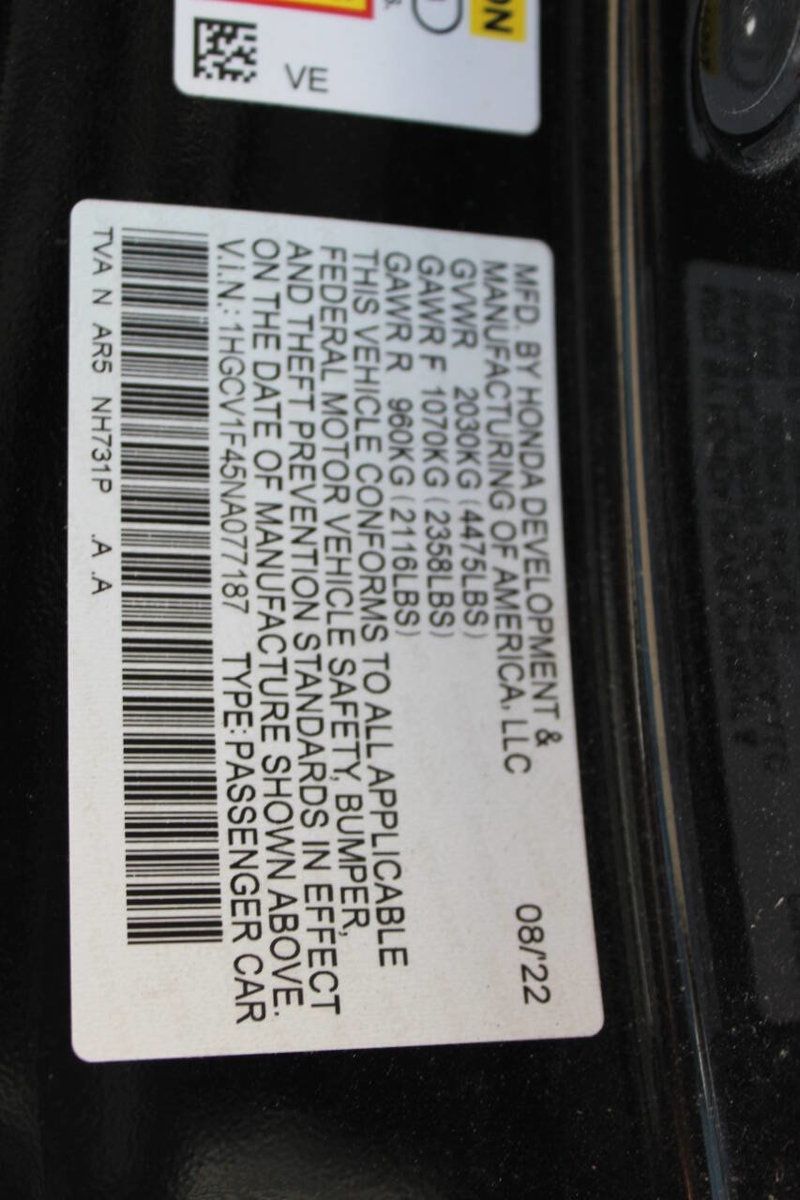 ON
VE
MFD. BY HONDA DEVELOPMENT &
MANUFACTURING OF AMERICA, LLC 08/'22
GVWR 2030KG (4475LBS)
GAWR F 1070KG (2358LBS)
GAWR R 960KG (2116LBS)
THIS VEHICLE CONFORMS TO ALL APPLICABLE
FEDERAL MOTOR VEHICLE SAFETY, BUMPER,
AND THEFT PREVENTION STANDARDS IN EFFECT
ON THE DATE OF MANUFACTURE SHOWN ABOVE.
V.I.N.: 1HGCV1F45NA077187 TYPE: PASSENGER CAR
TVA N AR5 NH731P .A .A